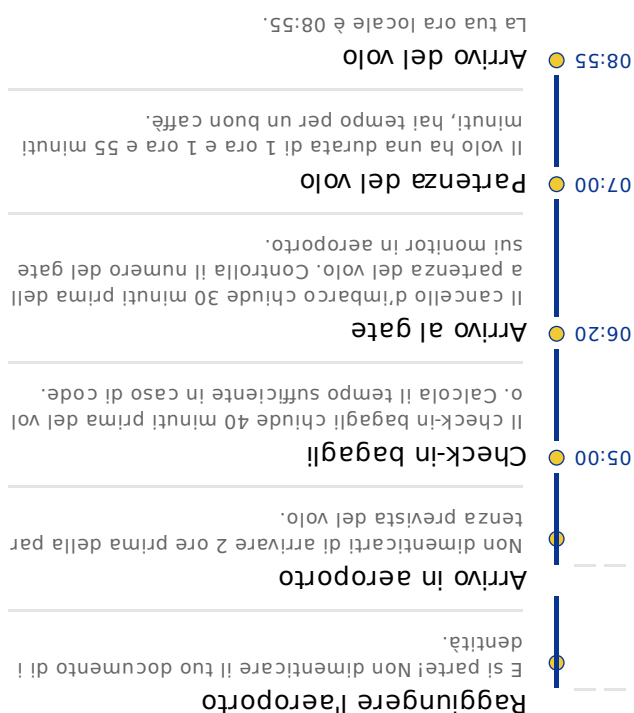 Raggiungere l'aeroporto
E si parte! Non dimenticare il tuo documento di i
dentità.
Arrivo in aeroporto
Non dimenticarti di arrivare 2 ore prima della par
tenza prevista del volo.
05:00 Check-in bagagli
Il check-in bagagli chiude 40 minuti prima del vol
o. Calcola il tempo sufficiente in caso di code.
06:20 Arrivo al gate
Il cancello d'imbarco chiude 30 minuti prima dell
a partenza del volo. Controlla il numero del gate
sui monitor in aeroporto.
07:00 Partenza del volo
Il volo ha una durata di 1 ora e 1 ora e 55 minuti
minuti, hai tempo per un buon caffè.
08:55 Arrivo del volo
La tua ora locale è 08:55.